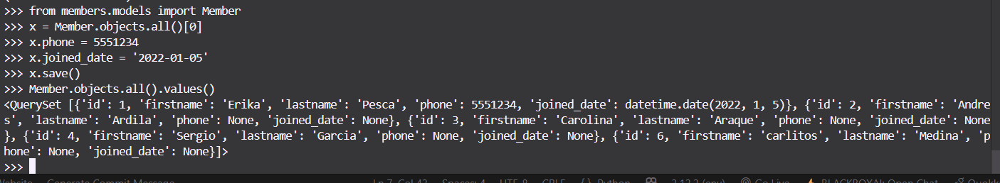 >>> from members.models import Member
>>> x = Member.objects.all()[0]
>>> x.phone = 5551234
>>> x.joined_date = '2022-01-05'
>>> x.save()
>>> Member.objects.all().values()
<QuerySet [{'id': 1, 'firstname': 'Erika', 'lastname': 'Pesca', 'phone': 5551234, 'joined_date': datetime.date(2022, 1, 5)}, {'id': 2, 'firstname': 'Andre
s', 'lastname': 'Ardila', 'phone': None, 'joined_date': None}, {'id': 3, 'firstname': 'Carolina', 'lastname': 'Araque', 'phone': None, 'joined_date': None
}, {'id': 4, 'firstname': 'Sergio', 'lastname': 'Garcia', 'phone': None, 'joined_date': None}, {'id': 6, 'firstname': 'carlitos', 'lastname': 'Medina', 'p
hone': None, 'joined_date': None}]>
>>>
Website Generate Commit Message Ln 7, Col 42 Spaces: 4 UTF-8 CRLF { } Python (env) Go Live BLACKBOXAI: Open Chat